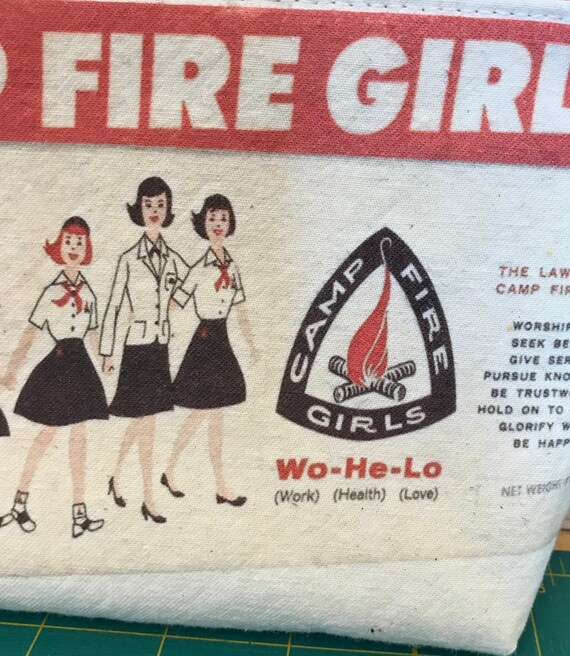 FIRE GIRL
CAMP FIRE
GIRLS
Wo-He-Lo
(Work) (Health) (Love)
THE LAW
CAMP FIR
WORSHIP
SEEK BE
GIVE SER
PURSUE KNO
BE TRUSTWO
HOLD ON TO
GLORIFY W
BE HAPP
NET WEIGHT